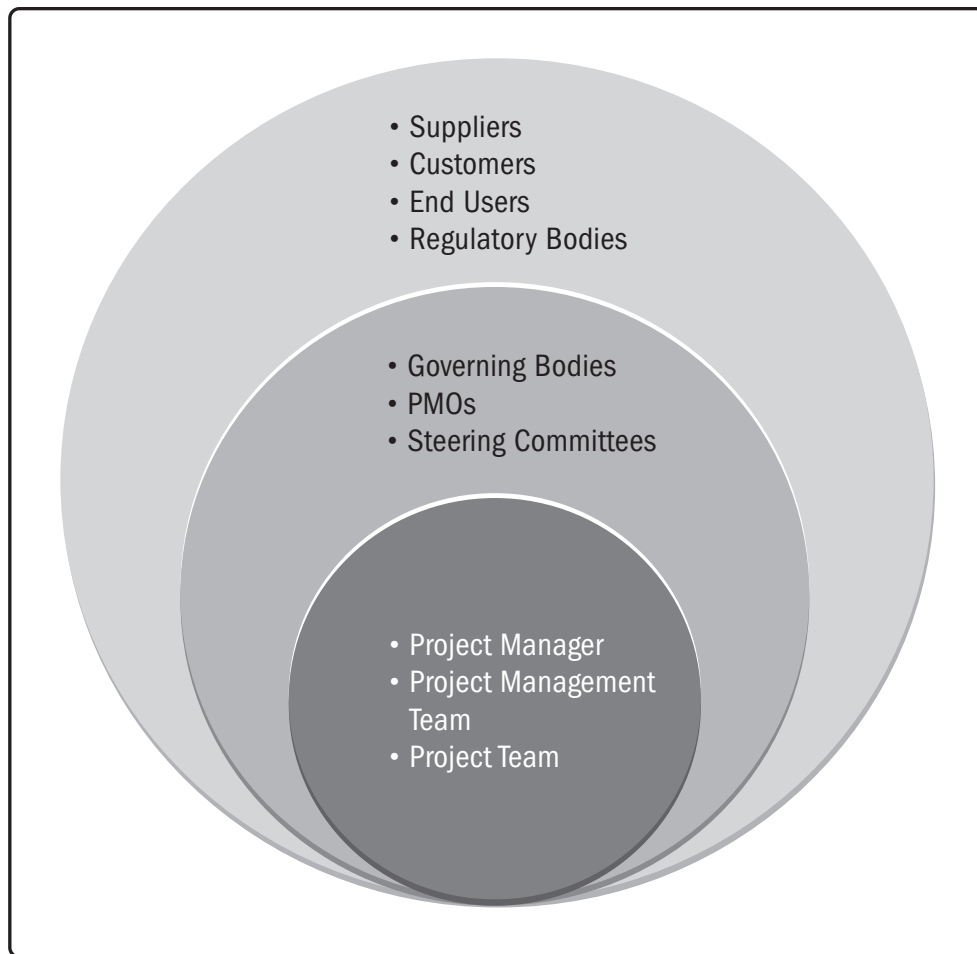 • Suppliers
• Customers
• End Users
• Regulatory Bodies
• Governing Bodies
• PMOs
• Steering Committees
• Project Manager
• Project Management
Team
• Project Team